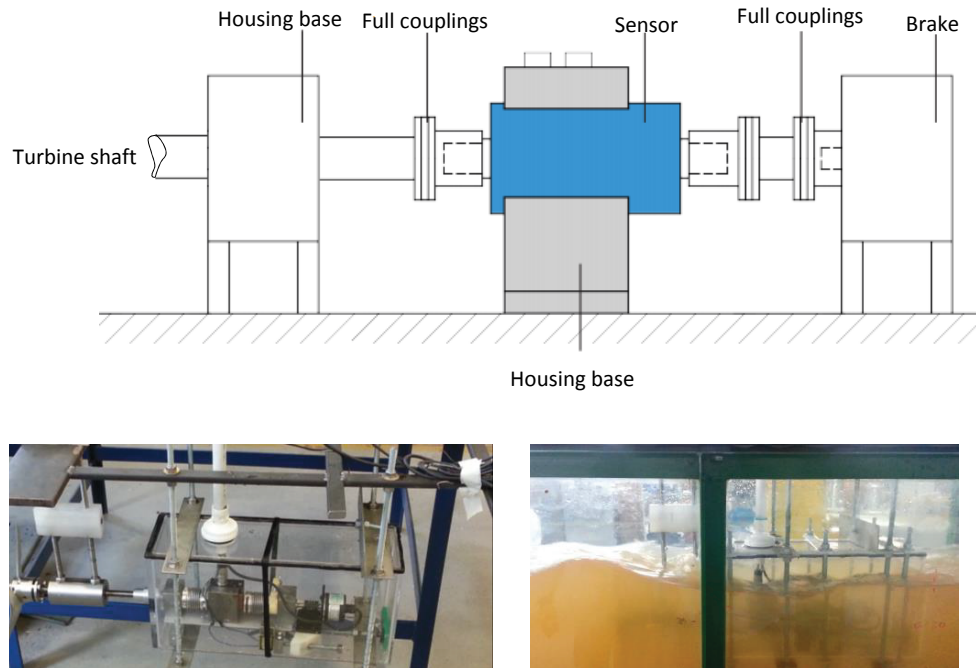 Housing base
Full couplings
Sensor
Full couplings
Brake
Turbine shaft
Housing base